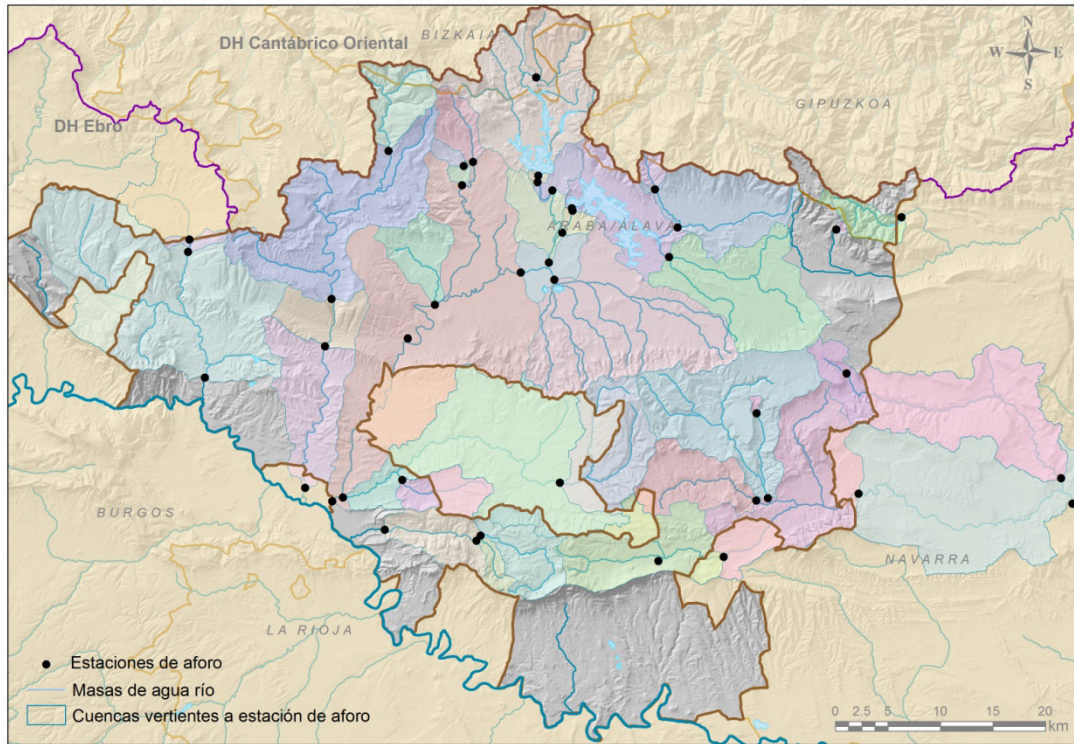 DH Cantábrico Oriental
BIZKAIA
N
W E
S
GIPUZKOA
DH Ebro
ARABA/ALAVA
BURGOS
NAVARRA
LA RIOJA
Estaciones de aforo
Masas de agua río
Cuencas vertientes a estación de aforo
0 2.5 5 10 15 20
km